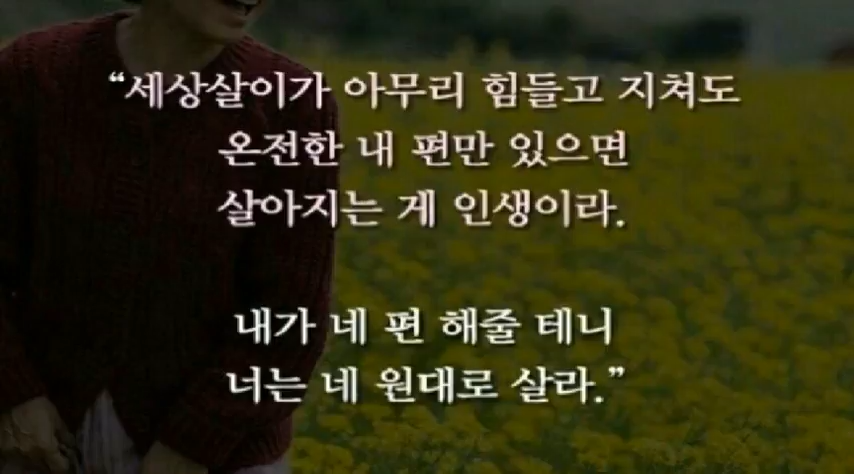 “세상살이가 아무리 힘들고 지쳐도
온전한 내 편만 있으면
살아지는 게 인생이라.
내가 네 편 해줄 테니
너는 네 원대로 살라.”